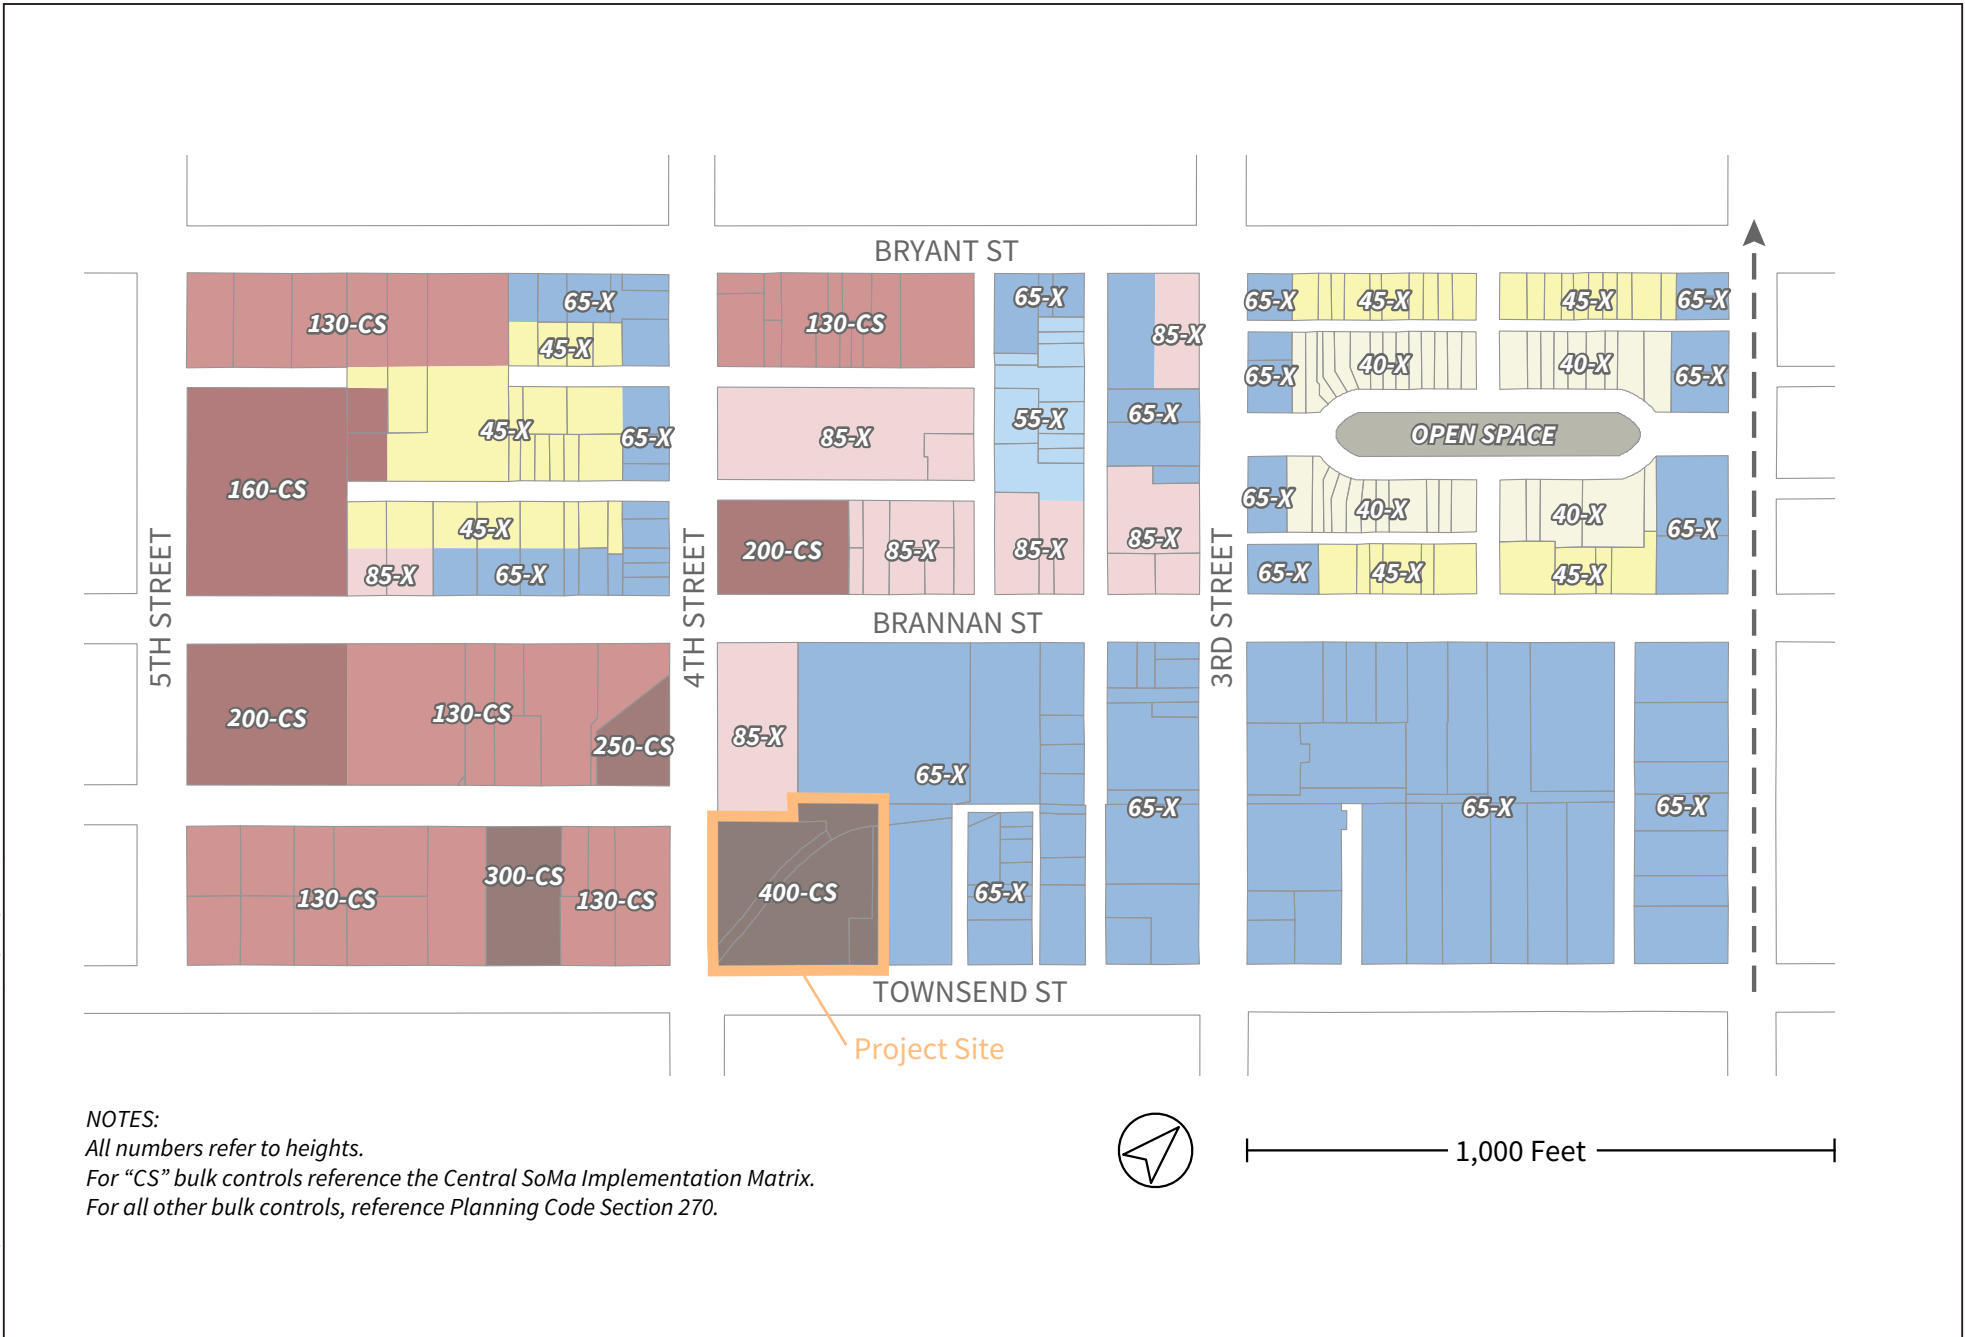 BRYANT ST
65-X
65-X
85-X
65-X
45-X
45-X
65-X
130-CS
130-CS
45-X
65-X
40-X
40-X
65-X
45-X
65-X
85-X
55-X
65-X
OPEN SPACE
160-CS
65-X
40-X
40-X
65-X
45-X
200-CS
85-X
85-X
85-X
85-X
65-X
65-X
45-X
45-X
5TH STREET
4TH STREET
3RD STREET
BRANNAN ST
200-CS
130-CS
250-CS
85-X
65-X
65-X
65-X
65-X
130-CS
300-CS
130-CS
400-CS
65-X
TOWNSEND ST
Project Site
NOTES:
All numbers refer to heights.
For “CS” bulk controls reference the Central SoMa Implementation Matrix.
For all other bulk controls, reference Planning Code Section 270.
1,000 Feet